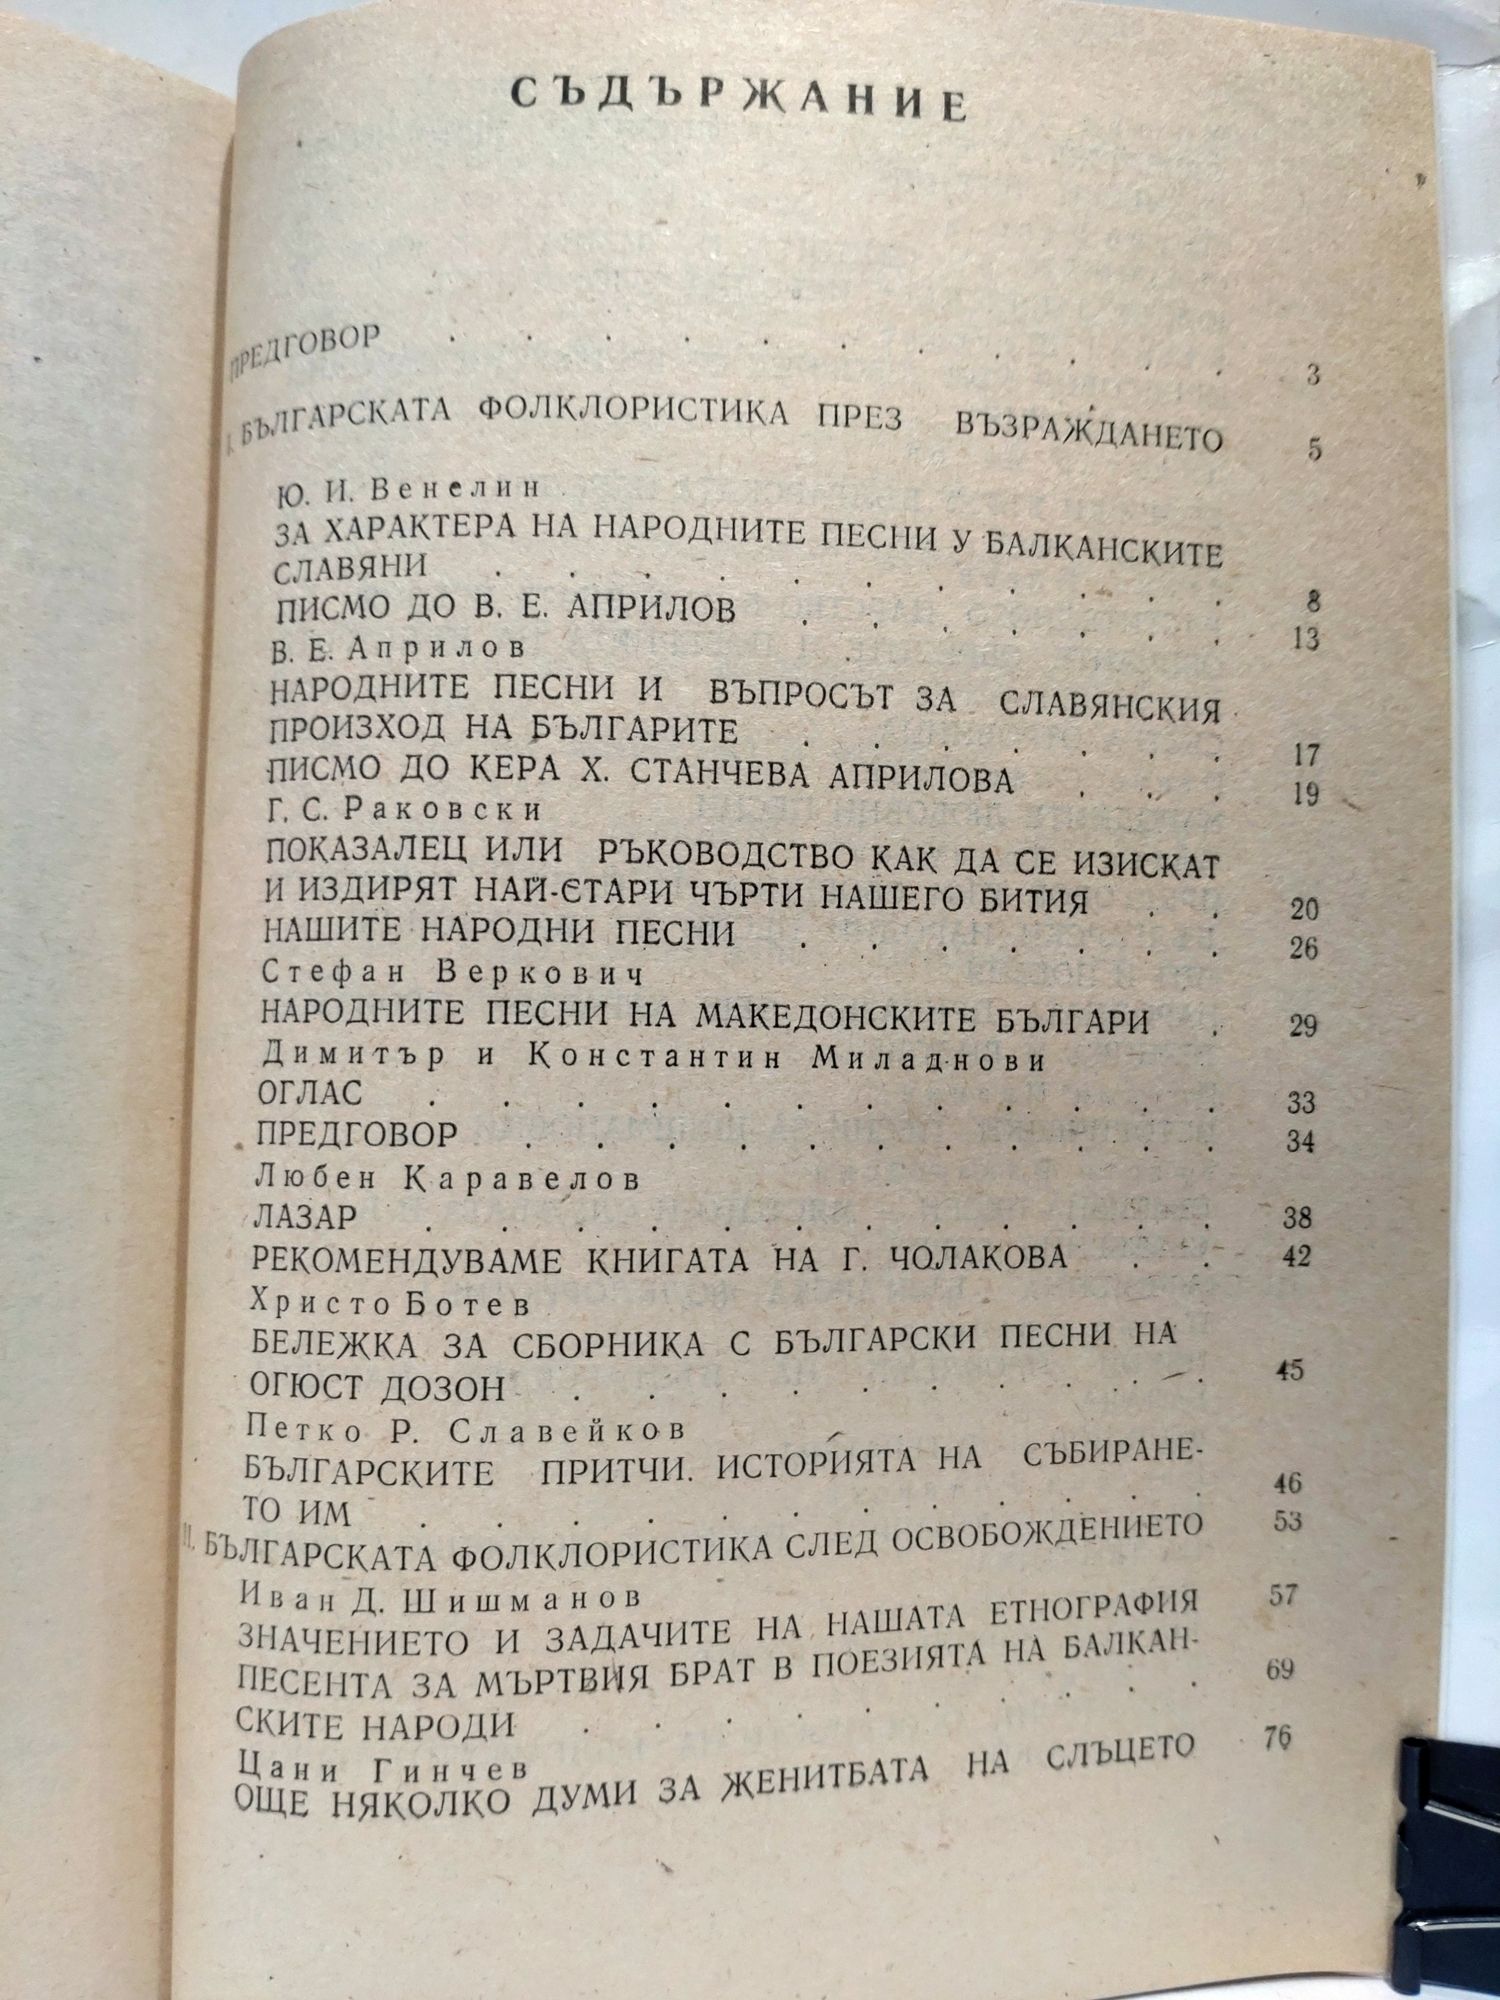 СЪДЪРЖАНИЕ
ПРЕДГОВОР . . . . . . . . . . . 3
I. БЪЛГАРСКАТА ФОЛКЛОРИСТИКА ПРЕЗ ВЪЗРАЖДАНЕТО 5
Ю. И. Венелин
ЗА ХАРАКТЕРА НА НАРОДНИТЕ ПЕСНИ У БАЛКАНСКИТЕ
СЛАВЯНИ . . . . . . . . . . . 8
ПИСМО ДО В. Е. АПРИЛОВ . . . . . . . 13
В. Е. Априлов
НАРОДНИТЕ ПЕСНИ И ВЪПРОСЪТ ЗА СЛАВЯНСКИЯ
ПРОИЗХОД НА БЪЛГАРИТЕ . . . . . . . 17
ПИСМО ДО КЕРА Х. СТАНЧЕВА АПРИЛОВА . . . 19
Г. С. Раковски
ПОКАЗАЛЕЦ ИЛИ РЪКОВОДСТВО КАК ДА СЕ ИЗИСКАТ
И ИЗДИРЯТ НАЙ-СТАРИ ЧЪРТИ НАШЕГО БИТИЯ . . 20
НАШИТЕ НАРОДНИ ПЕСНИ . . . . . . . 26
Стефан Веркович
НАРОДНИТЕ ПЕСНИ НА МАКЕДОНСКИТЕ БЪЛГАРИ . 29
Димитър и Константин Миладнови
ОГЛАС . . . . . . . . . . . . 33
ПРЕДГОВОР . . . . . . . . . . 34
Любен Каравелов
ЛАЗАР . . . . . . . . . . . . 38
РЕКОМЕНДУВАМЕ КНИГАТА НА Г. ЧОЛАКОВА . . 42
Христо Ботев
БЕЛЕЖКА ЗА СБОРНИКА С БЪЛГАРСКИ ПЕСНИ НА
ОГЮСТ ДОЗОН . . . . . . . . . . 45
Петко Р. Славейков
БЪЛГАРСКИТЕ ПРИТЧИ. ИСТОРИЯТА НА СЪБИРАНЕ-
ТО ИМ . . . . . . . . . . . 46
II. БЪЛГАРСКАТА ФОЛКЛОРИСТИКА СЛЕД ОСВОБОЖДЕНИЕТО 53
Иван Д. Шишманов
ЗНАЧЕНИЕТО И ЗАДАЧИТЕ НА НАШАТА ЕТНОГРАФИЯ 57
ПЕСЕНТА ЗА МЪРТВИЯ БРАТ В ПОЕЗИЯТА НА БАЛКАН-
СКИТЕ НАРОДИ . . . . . . . . . 69
Цани Гинчев
ОЩЕ НЯКОЛКО ДУМИ ЗА ЖЕНИТБАТА НА СЛЪЦЕТО 76